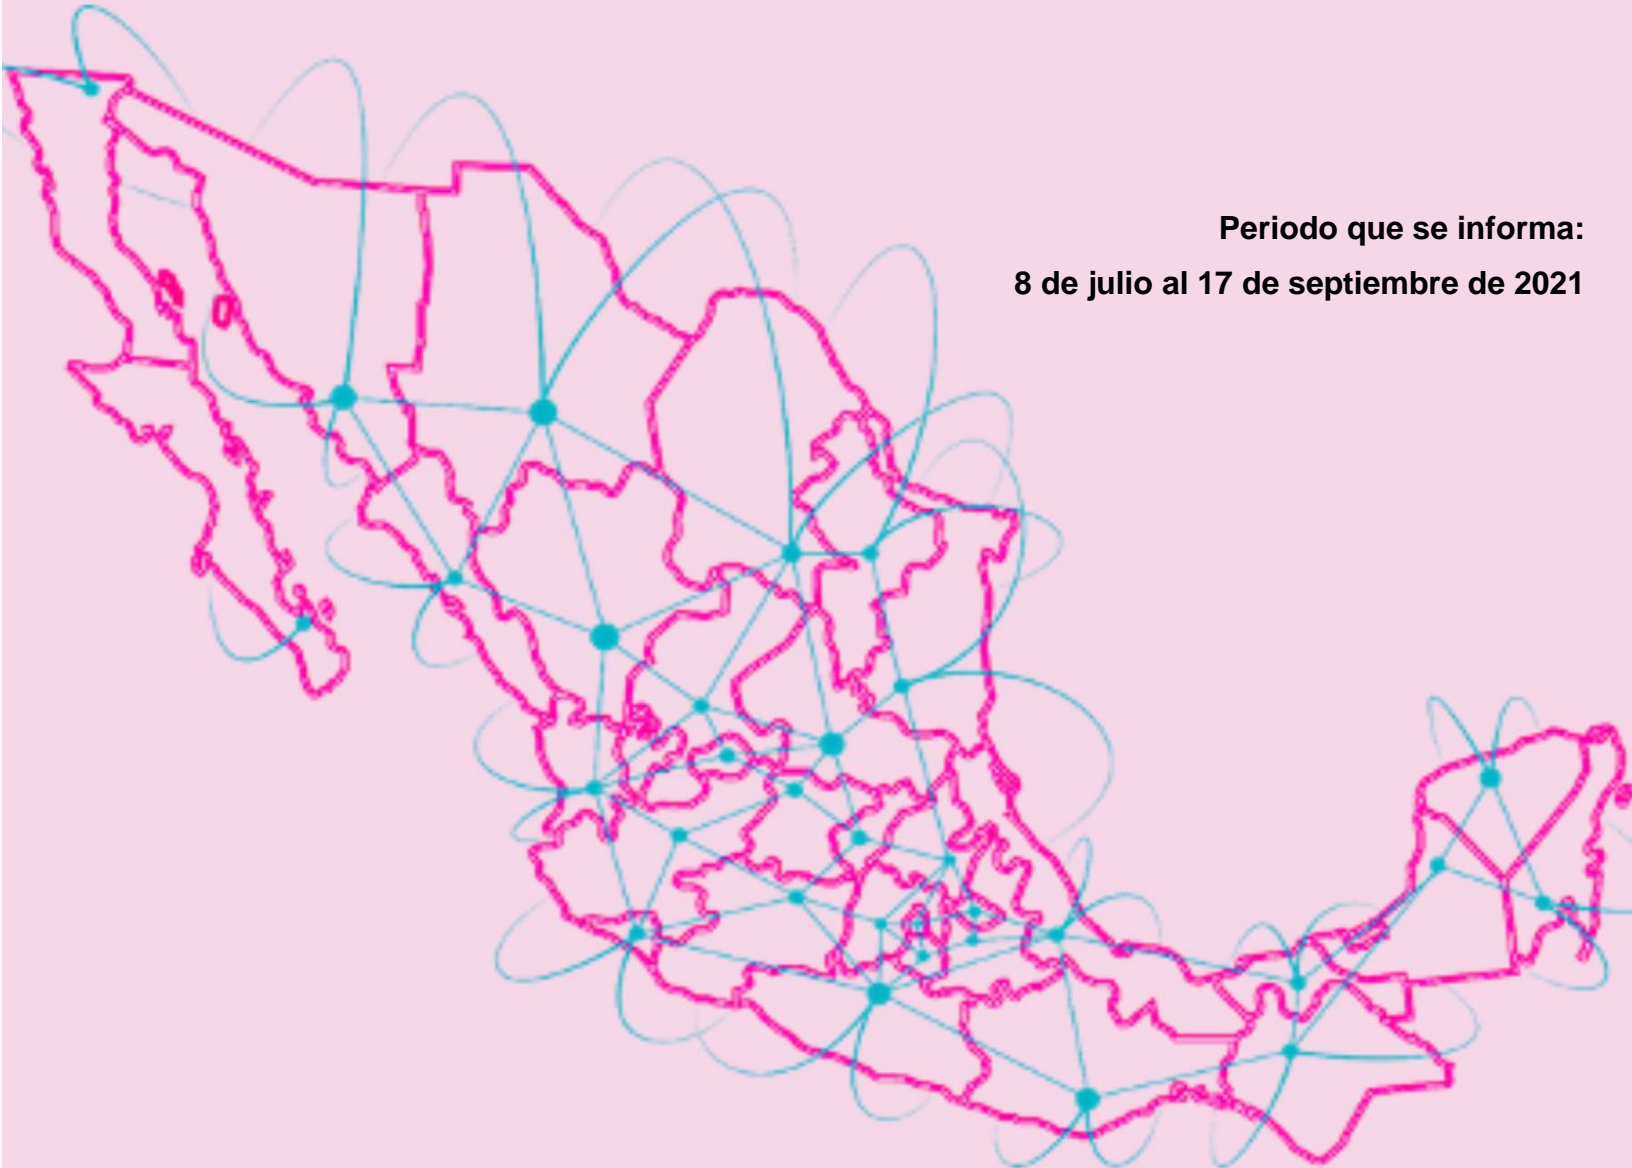 Periodo que se informa:
8 de julio al 17 de septiembre de 2021